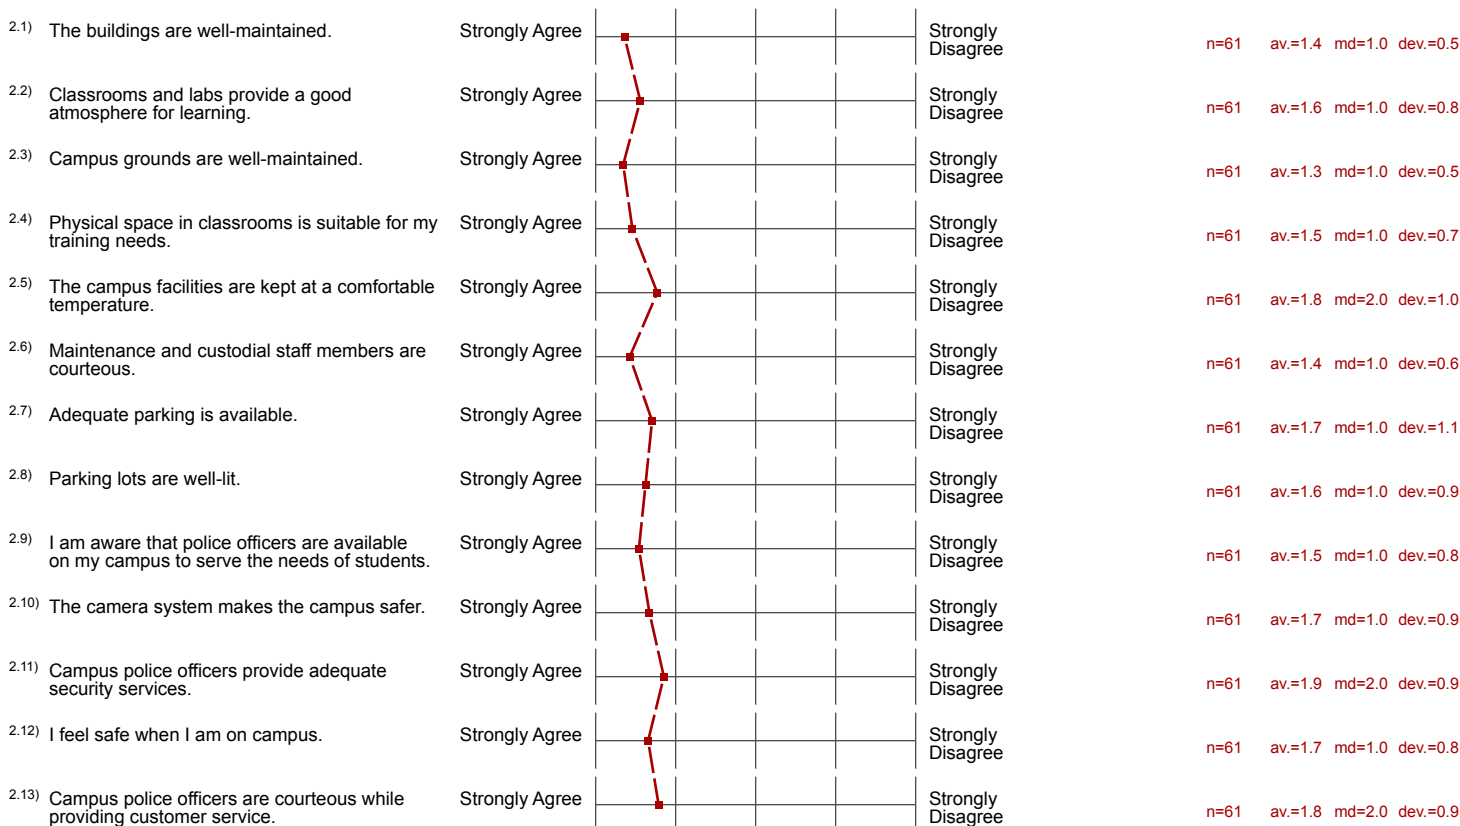 2.1) The buildings are well-maintained. Strongly Agree Strongly
Disagree n=61 av.=1.4 md=1.0 dev.=0.5
2.2) Classrooms and labs provide a good
atmosphere for learning. Strongly Agree Strongly
Disagree n=61 av.=1.6 md=1.0 dev.=0.8
2.3) Campus grounds are well-maintained. Strongly Agree Strongly
Disagree n=61 av.=1.3 md=1.0 dev.=0.5
2.4) Physical space in classrooms is suitable for my
training needs. Strongly Agree Strongly
Disagree n=61 av.=1.5 md=1.0 dev.=0.7
2.5) The campus facilities are kept at a comfortable
temperature. Strongly Agree Strongly
Disagree n=61 av.=1.8 md=2.0 dev.=1.0
2.6) Maintenance and custodial staff members are
courteous. Strongly Agree Strongly
Disagree n=61 av.=1.4 md=1.0 dev.=0.6
2.7) Adequate parking is available. Strongly Agree Strongly
Disagree n=61 av.=1.7 md=1.0 dev.=1.1
2.8) Parking lots are well-lit. Strongly Agree Strongly
Disagree n=61 av.=1.6 md=1.0 dev.=0.9
2.9) I am aware that police officers are available
on my campus to serve the needs of students. Strongly Agree Strongly
Disagree n=61 av.=1.5 md=1.0 dev.=0.8
2.10) The camera system makes the campus safer. Strongly Agree Strongly
Disagree n=61 av.=1.7 md=1.0 dev.=0.9
2.11) Campus police officers provide adequate
security services. Strongly Agree Strongly
Disagree n=61 av.=1.9 md=2.0 dev.=0.9
2.12) I feel safe when I am on campus. Strongly Agree Strongly
Disagree n=61 av.=1.7 md=1.0 dev.=0.8
2.13) Campus police officers are courteous while
providing customer service. Strongly Agree Strongly
Disagree n=61 av.=1.8 md=2.0 dev.=0.9